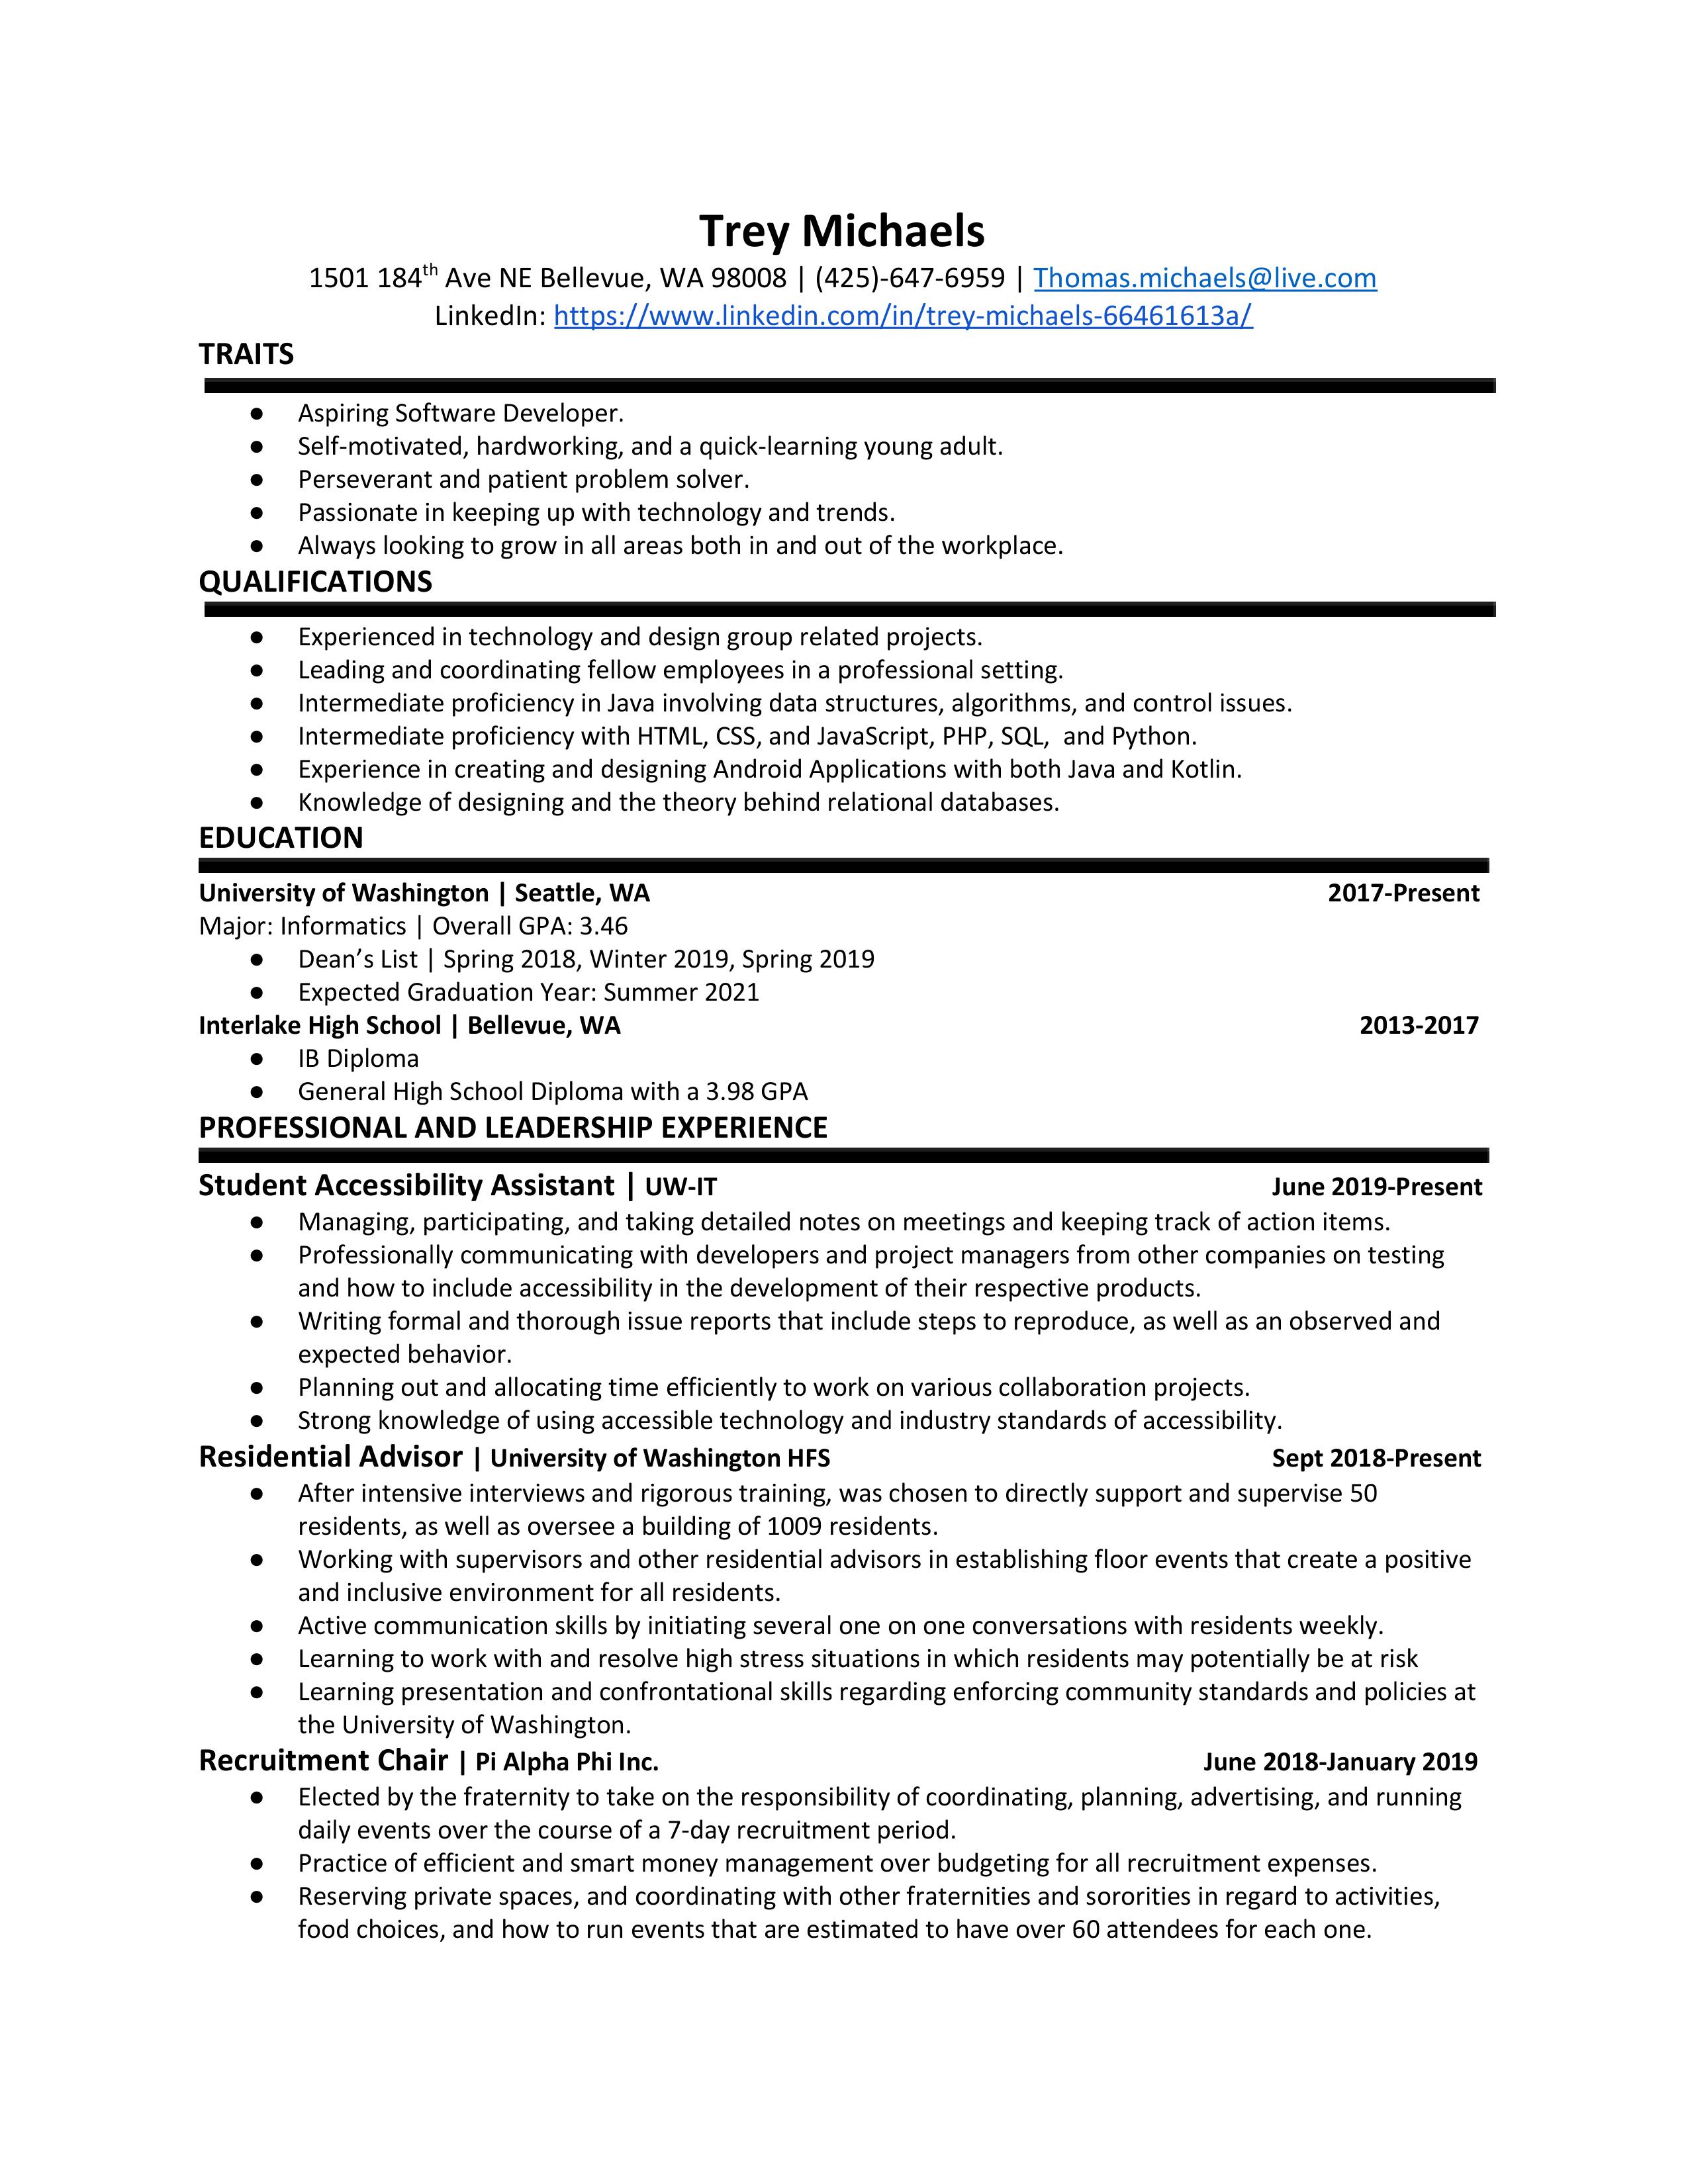 Trey Michaels
1501 184th Ave NE Bellevue, WA 98008 | (425)-647-6959 | Thomas.michaels@live.com
LinkedIn: https://www.linkedin.com/in/trey-michaels-66461613a/
TRAITS
● Aspiring Software Developer.
● Self-motivated, hardworking, and a quick-learning young adult.
● Perseverant and patient problem solver.
● Passionate in keeping up with technology and trends.
● Always looking to grow in all areas both in and out of the workplace.
QUALIFICATIONS
● Experienced in technology and design group related projects.
● Leading and coordinating fellow employees in a professional setting.
● Intermediate proficiency in Java involving data structures, algorithms, and control issues.
● Intermediate proficiency with HTML, CSS, and JavaScript, PHP, SQL,  and Python.
● Experience in creating and designing Android Applications with both Java and Kotlin.
● Knowledge of designing and the theory behind relational databases.
EDUCATION
University of Washington | Seattle, WA 2017-Present
Major: Informatics | Overall GPA: 3.46
● Dean’s List | Spring 2018, Winter 2019, Spring 2019
● Expected Graduation Year: Summer 2021
Interlake High School | Bellevue, WA 2013-2017
● IB Diploma
● General High School Diploma with a 3.98 GPA
PROFESSIONAL AND LEADERSHIP EXPERIENCE
Student Accessibility Assistant | UW-IT June 2019-Present
● Managing, participating, and taking detailed notes on meetings and keeping track of action items.
● Professionally communicating with developers and project managers from other companies on testing
and how to include accessibility in the development of their respective products.
● Writing formal and thorough issue reports that include steps to reproduce, as well as an observed and
expected behavior.
● Planning out and allocating time efficiently to work on various collaboration projects.
● Strong knowledge of using accessible technology and industry standards of accessibility.
Residential Advisor | University of Washington HFS Sept 2018-Present
● After intensive interviews and rigorous training, was chosen to directly support and supervise 50
residents, as well as oversee a building of 1009 residents.
● Working with supervisors and other residential advisors in establishing floor events that create a positive
and inclusive environment for all residents.
● Active communication skills by initiating several one on one conversations with residents weekly.
● Learning to work with and resolve high stress situations in which residents may potentially be at risk
● Learning presentation and confrontational skills regarding enforcing community standards and policies at
the University of Washington.
Recruitment Chair | Pi Alpha Phi Inc. June 2018-January 2019
● Elected by the fraternity to take on the responsibility of coordinating, planning, advertising, and running
daily events over the course of a 7-day recruitment period.
● Practice of efficient and smart money management over budgeting for all recruitment expenses.
● Reserving private spaces, and coordinating with other fraternities and sororities in regard to activities,
food choices, and how to run events that are estimated to have over 60 attendees for each one.